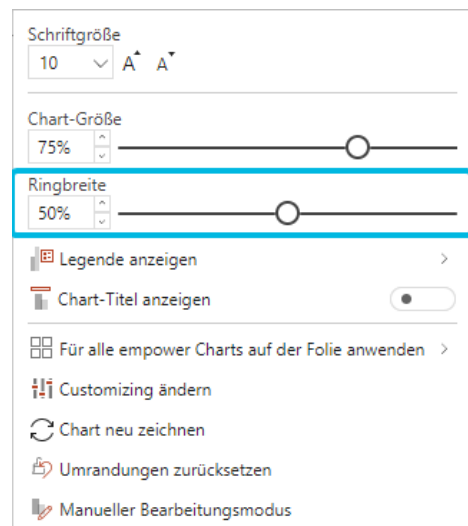 Schriftgröße
10 A A
Chart-Größe
75%
Ringbreite
50%
Legende anzeigen
Chart-Titel anzeigen
Für alle empower Charts auf der Folie anwenden
Customizing ändern
Chart neu zeichnen
Umrandungen zurücksetzen
Manueller Bearbeitungsmodus